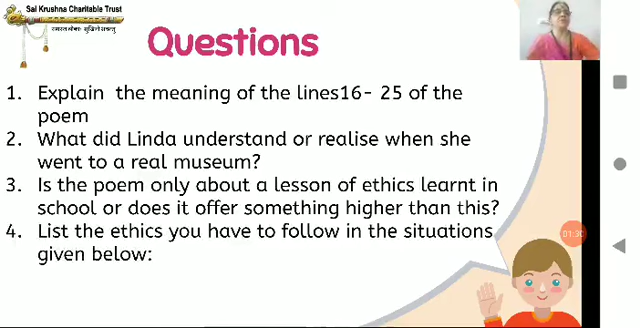 Sai Krushna Charitable Trust
Questions
1. Explain the meaning of the lines16- 25 of the
poem
2. What did Linda understand or realise when she
went to a real museum?
3. Is the poem only about a lesson of ethics learnt in
school or does it offer something higher than this?
4. List the ethics you have to follow in the situations
given below:
01:30